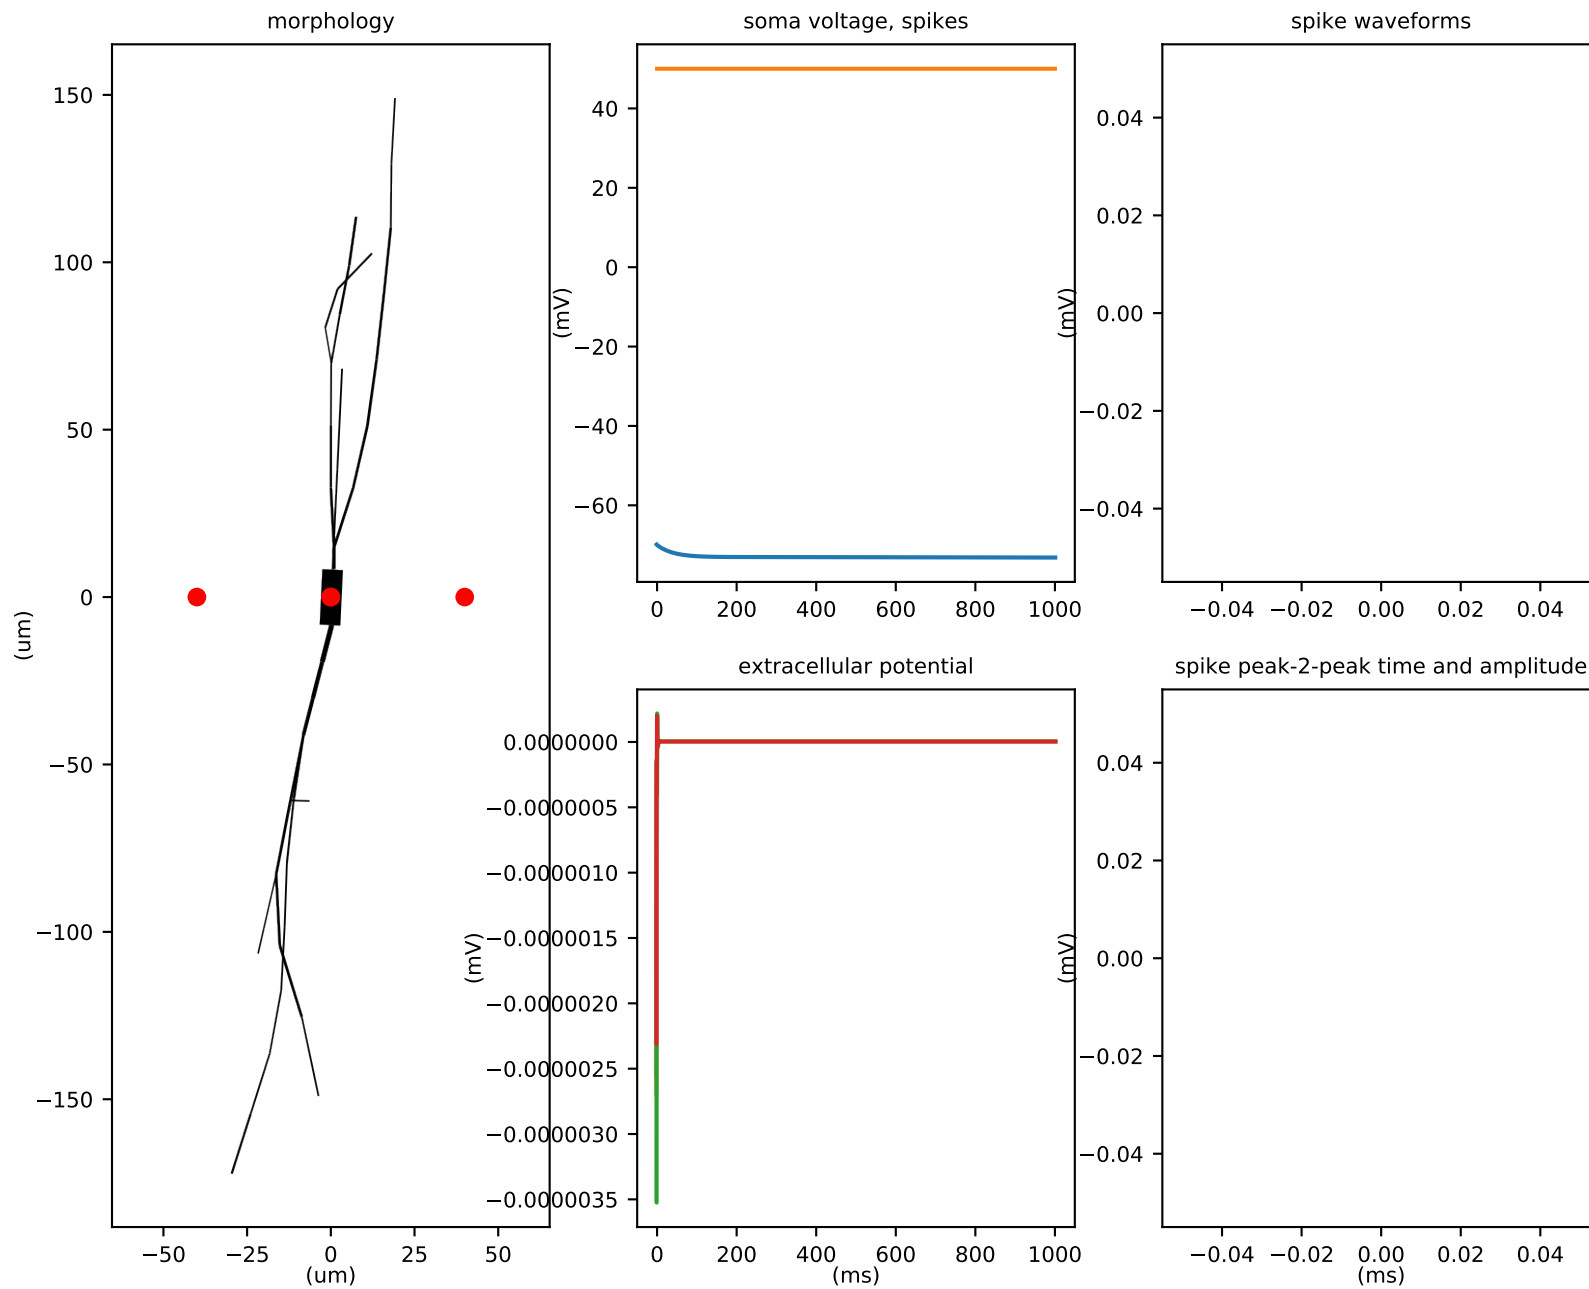 morphology
150
100
50
0
−50
−100
−150
(um)
−50 −25 0 25 50
(um)
soma voltage, spikes
40
20
0
−20
−40
−60
(mV)
0 200 400 600 800 1000
spike waveforms
0.04
0.02
0.00
−0.02
−0.04
(mV)
−0.04 −0.02 0.00 0.02 0.04
extracellular potential
0.0000000
−0.0000005
−0.0000010
−0.0000015
−0.0000020
−0.0000025
−0.0000030
−0.0000035
(mV)
0 200 400 600 800 1000
(ms)
spike peak-2-peak time and amplitude
0.04
0.02
0.00
−0.02
−0.04
(mV)
−0.04 −0.02 0.00 0.02 0.04
(ms)